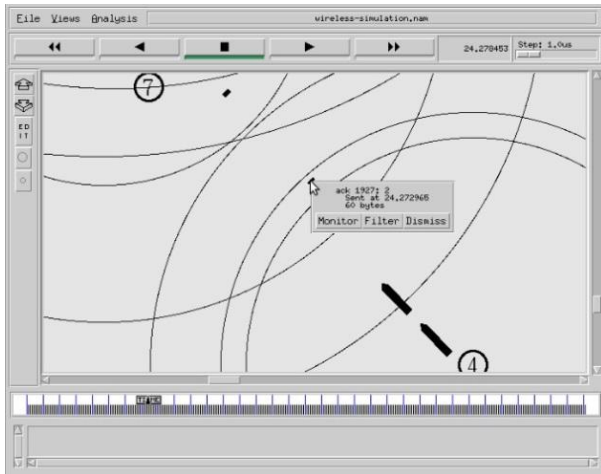 File Views Analysis wireless-simulation.nam
24.278453 Step: 1.0us
7
ED
IT
ack 1927: 2
Sent at 24.272965
60 bytes
Monitor Filter Dismiss
4